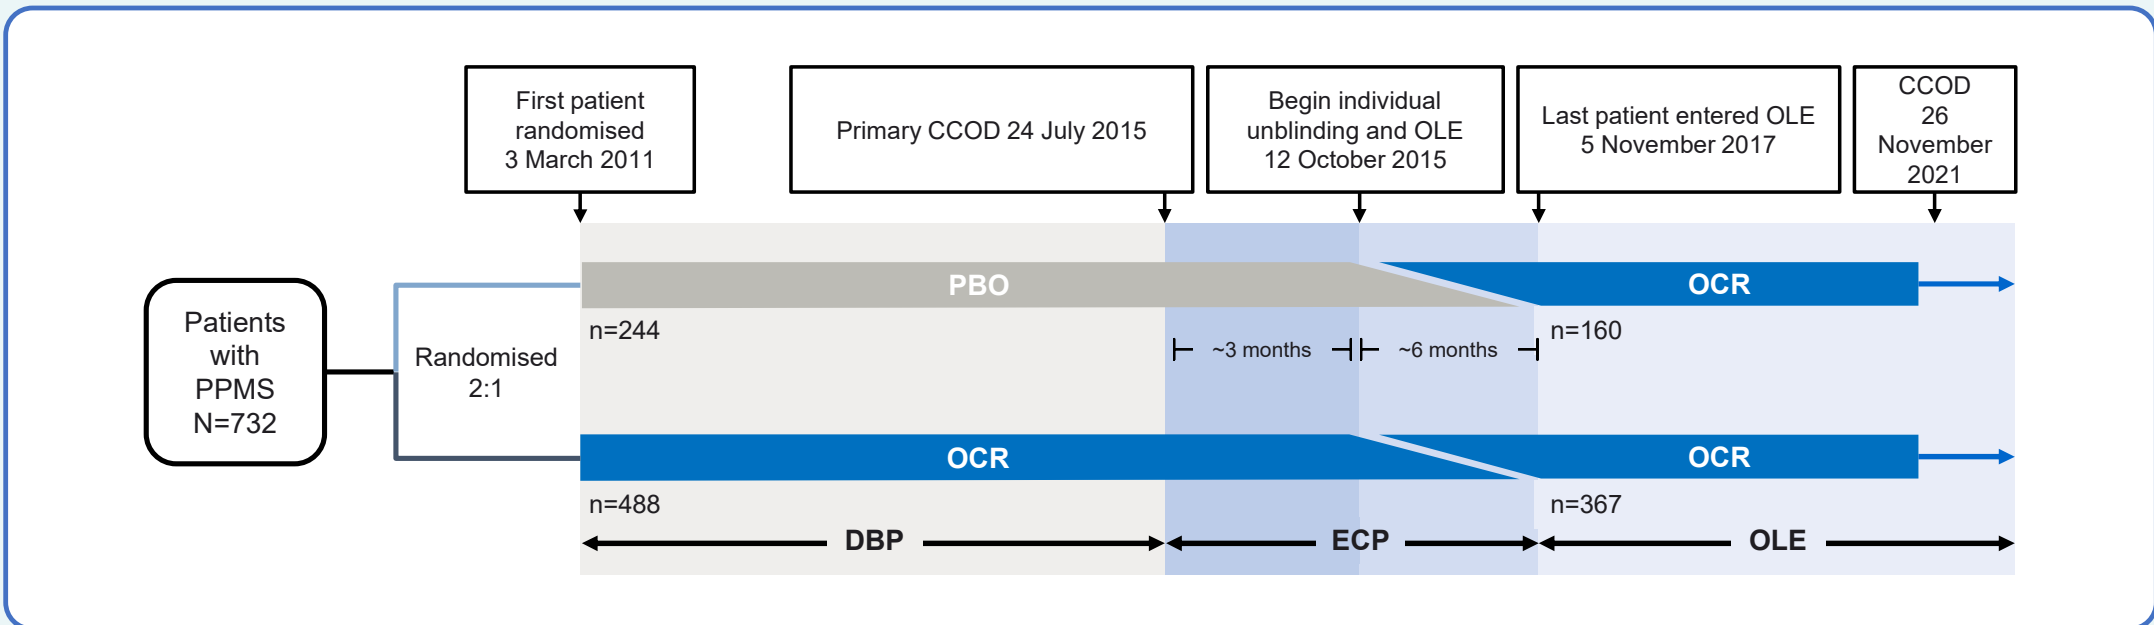 First patient
randomised
3 March 2011
Primary CCOD 24 July 2015
Begin individual
unblinding and OLE
12 October 2015
Last patient entered OLE
5 November 2017
CCOD
26
November
2021
Patients
with
PPMS
N=732
Randomised
2:1
PBO
OCR
n=244
n=160
~3 months
~6 months
OCR
OCR
n=488
n=367
DBP
ECP
OLE